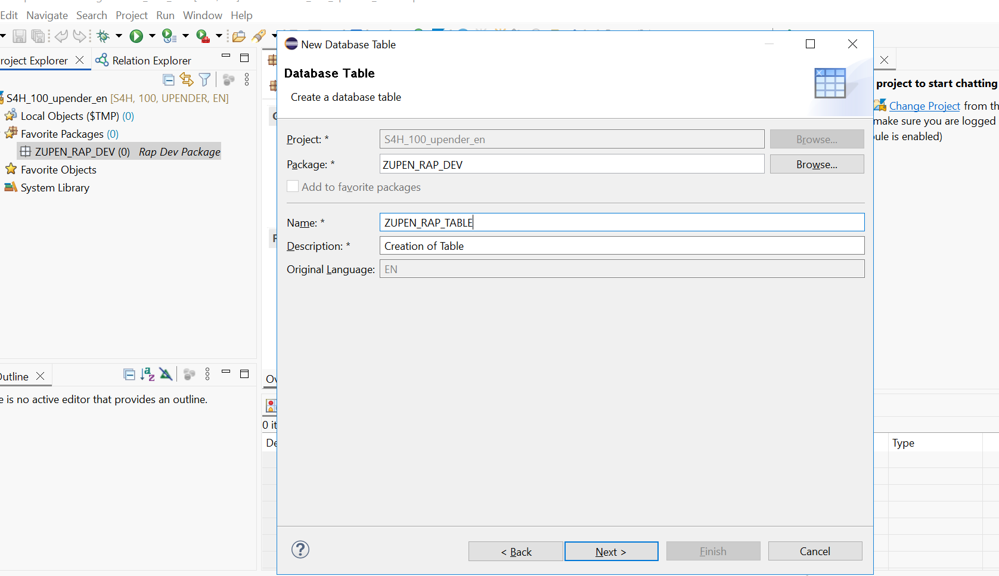 Edit Navigate Search Project Run Window Help
roject Explorer
Relation Explorer
S4H_100_upender_en [S4H, 100, UPENDER, EN]
Local Objects ($TMP) (0)
Favorite Packages (0)
ZUPEN_RAP_DEV (0) Rap Dev Package
Favorite Objects
System Library
utline
e is no active editor that provides an outline.
Ov
0 it
De
New Database Table
Database Table
Create a database table
Project: *
S4H_100_upender_en
Browse...
Package: *
ZUPEN_RAP_DEV
Browse...
Add to favorite packages
Name: *
ZUPEN_RAP_TABLE
Description: *
Creation of Table
Original Language:
EN
?
< Back
Next >
Finish
Cancel
project to start chatting
Change Project from th
make sure you are logged
ule is enabled)
Type